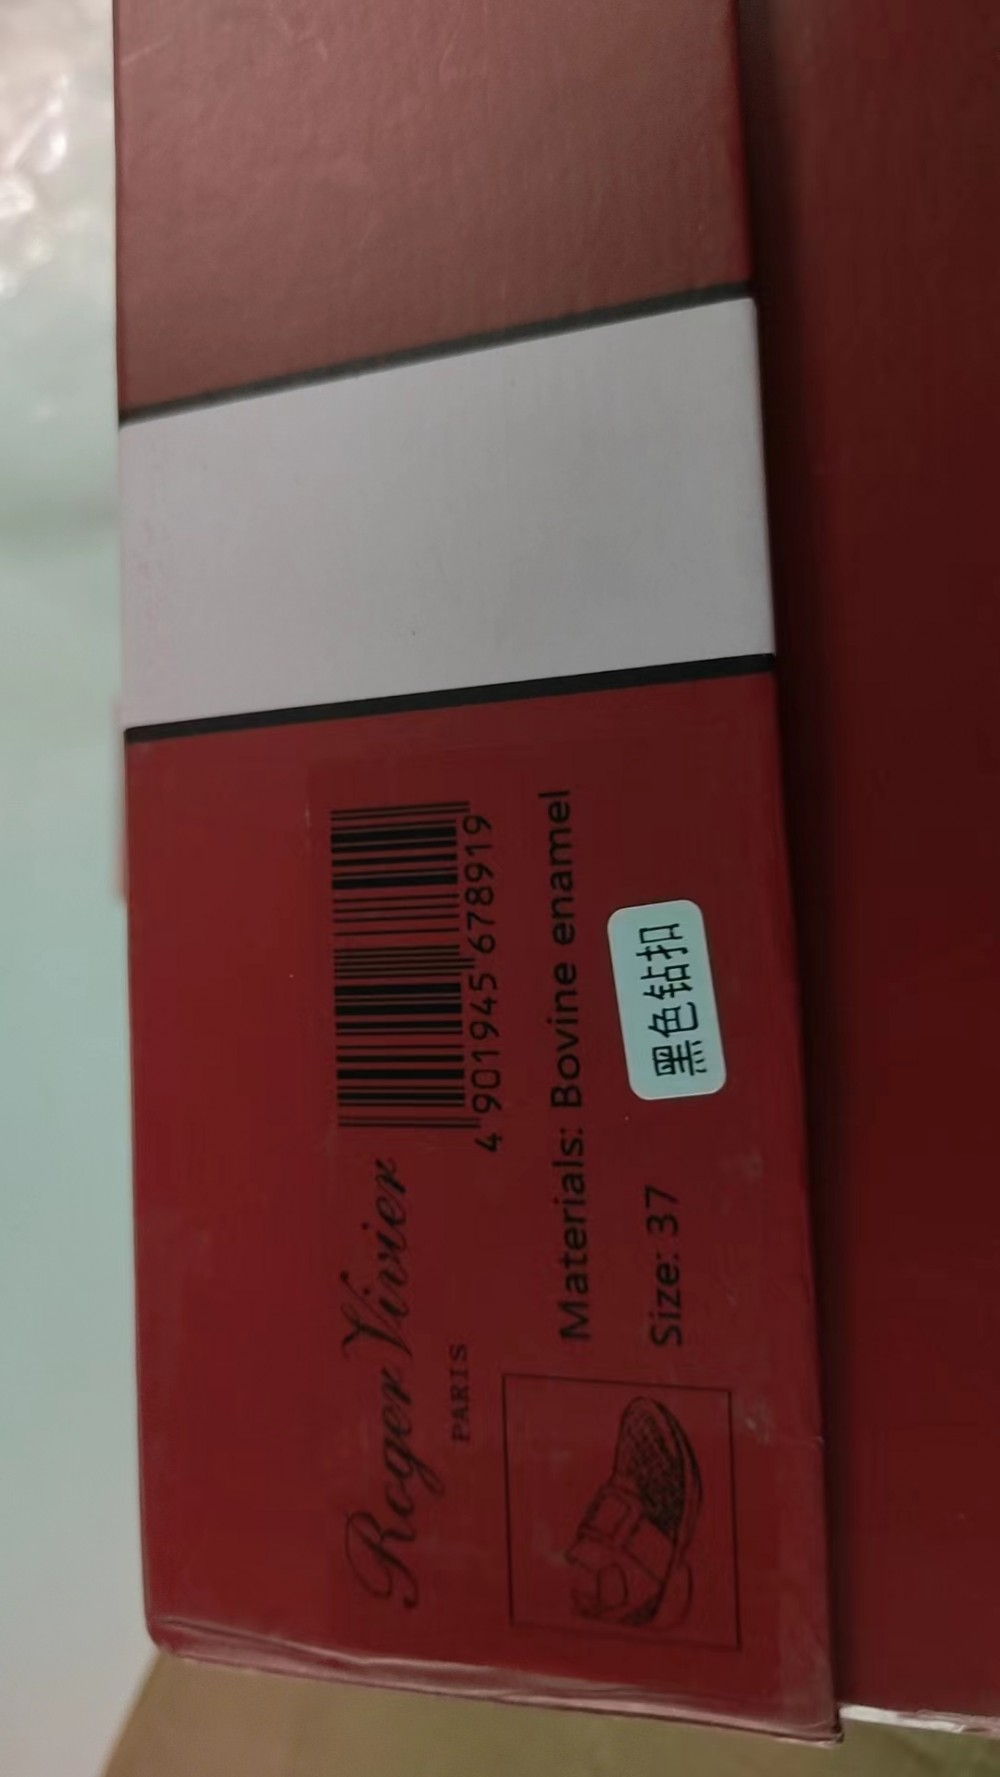 Roger Vivier
PARIS
4 901945 678919
Materials: Bovine enamel
Size: 37
黑色钻扣